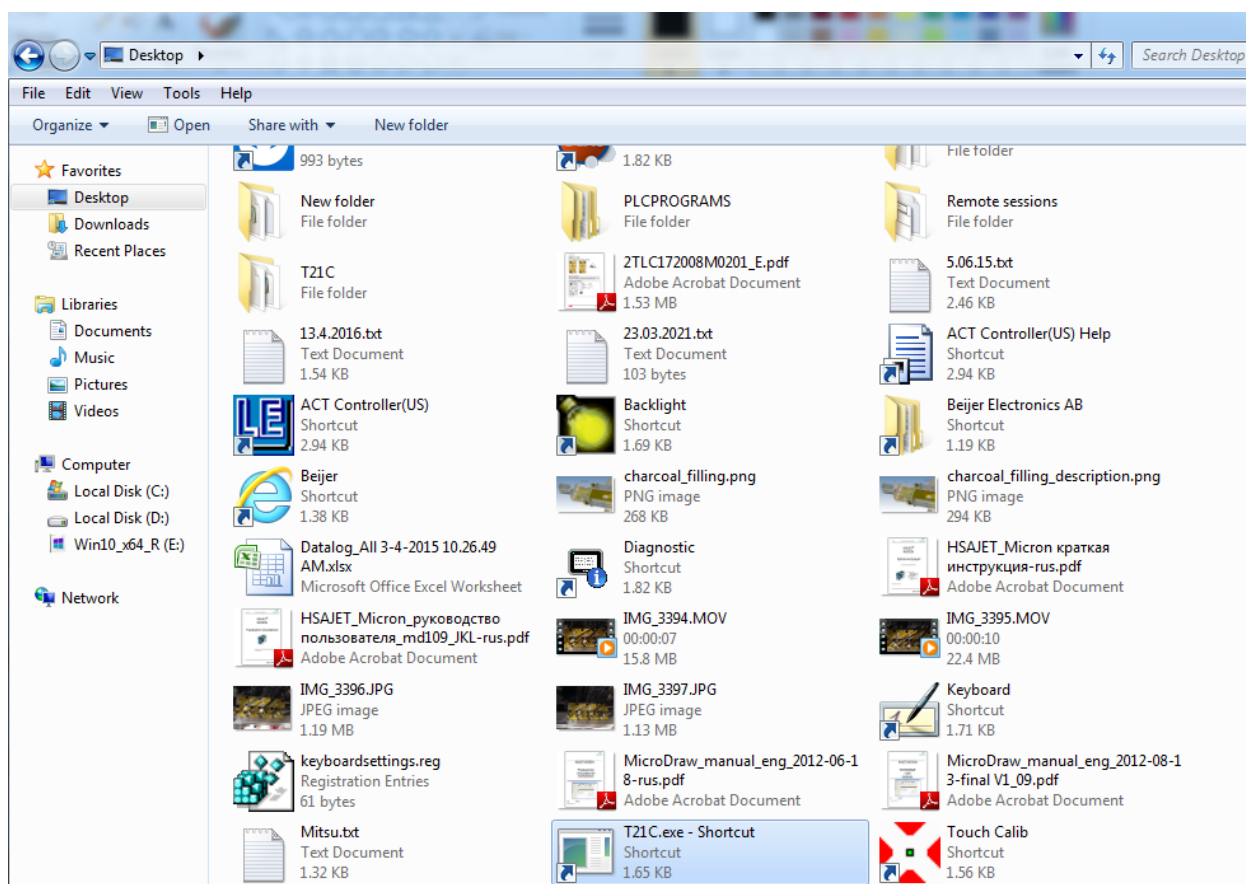 Desktop
Search Desktop
File Edit View Tools Help
Organize Open Share with New folder
Favorites
Desktop
Downloads
Recent Places
Libraries
Documents
Music
Pictures
Videos
Computer
Local Disk (C:)
Local Disk (D:)
Win10_x64_R (E:)
Network
993 bytes
1.82 KB
File folder
New folder
File folder
PLCPROGRAMS
File folder
Remote sessions
File folder
T21C
File folder
2TLC172008M0201_E.pdf
Adobe Acrobat Document
1.53 MB
5.06.15.txt
Text Document
2.46 KB
13.4.2016.txt
Text Document
1.54 KB
23.03.2021.txt
Text Document
103 bytes
ACT Controller(US) Help
Shortcut
2.94 KB
LE
ACT Controller(US)
Shortcut
2.94 KB
Backlight
Shortcut
1.69 KB
Beijer Electronics AB
Shortcut
1.19 KB
Beijer
Shortcut
1.38 KB
charcoal_filling.png
PNG image
268 KB
charcoal_filling_description.png
PNG image
294 KB
Datalog_All 3-4-2015 10.26.49
AM.xlsx
Microsoft Office Excel Worksheet
Diagnostic
Shortcut
1.82 KB
HSAJET_Micron краткая
инструкция-rus.pdf
Adobe Acrobat Document
HSAJET_Micron_руководство
пользователя_md109_JKL-rus.pdf
Adobe Acrobat Document
IMG_3394.MOV
00:00:07
15.8 MB
IMG_3395.MOV
00:00:10
22.4 MB
IMG_3396.JPG
JPEG image
1.19 MB
IMG_3397.JPG
JPEG image
1.13 MB
Keyboard
Shortcut
1.71 KB
keyboardsettings.reg
Registration Entries
61 bytes
MicroDraw_manual_eng_2012-06-1
8-rus.pdf
Adobe Acrobat Document
MicroDraw_manual_eng_2012-08-1
3-final V1_09.pdf
Adobe Acrobat Document
Mitsu.txt
Text Document
1.32 KB
T21C.exe - Shortcut
Shortcut
1.65 KB
Touch Calib
Shortcut
1.56 KB